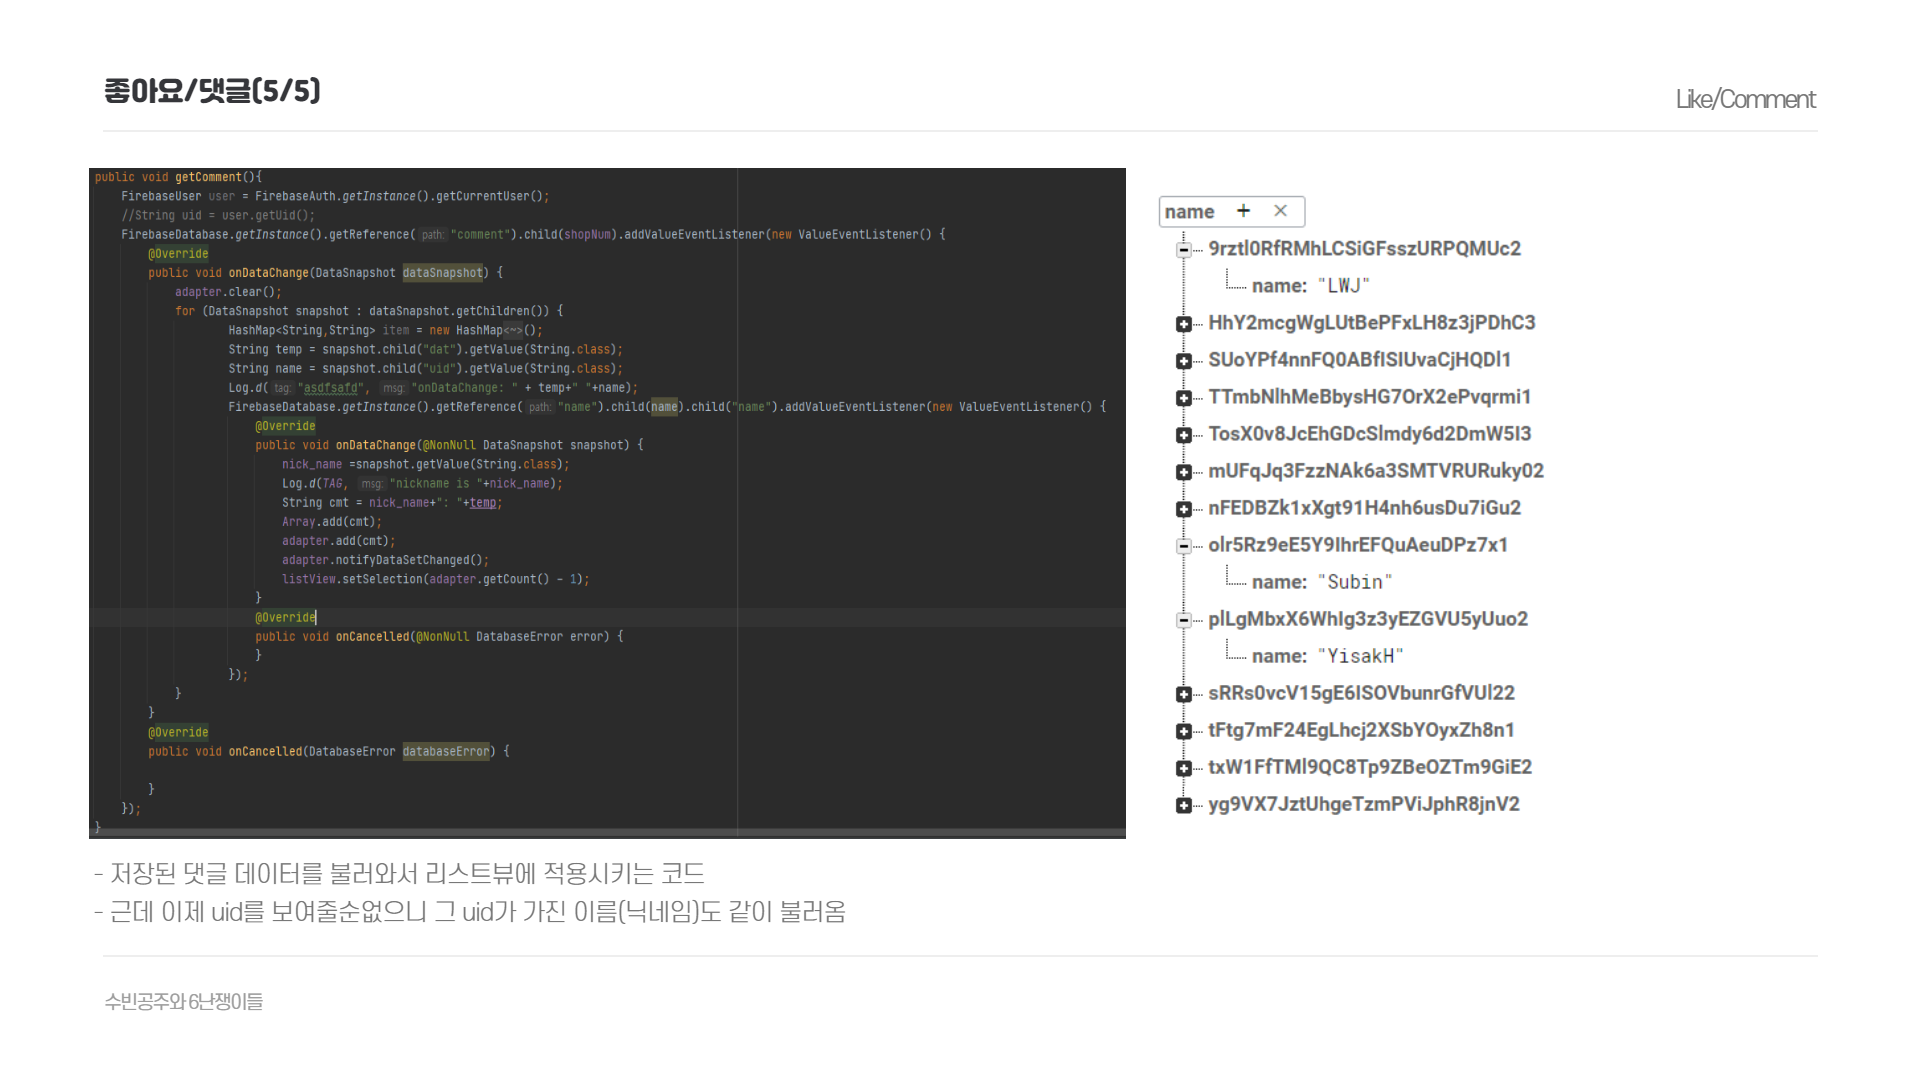 좋아요/댓글(5/5)
Like/Comment
public void getComment(){
FirebaseUser user = FirebaseAuth.getInstance().getCurrentUser();
//String uid = user.getUid();
FirebaseDatabase.getInstance().getReference( path: "comment").child(shopNum).addValueEventListener(new ValueEventListener() {
@Override
public void onDataChange(DataSnapshot dataSnapshot) {
adapter.clear();
for (DataSnapshot snapshot : dataSnapshot.getChildren()) {
HashMap<String,String> item = new HashMap<~>();
String temp = snapshot.child("dat").getValue(String.class);
String name = snapshot.child("uid").getValue(String.class);
Log.d( tag: "asdfsafd", msg: "onDataChange: " + temp+" "+name);
FirebaseDatabase.getInstance().getReference( path: "name").child(name).child("name").addValueEventListener(new ValueEventListener() {
@Override
public void onDataChange(@NonNull DataSnapshot snapshot) {
nick_name =snapshot.getValue(String.class);
Log.d(TAG, msg: "nickname is "+nick_name);
String cmt = nick_name+": "+temp;
Array.add(cmt);
adapter.add(cmt);
adapter.notifyDataSetChanged();
listView.setSelection(adapter.getCount() - 1);
}
@Override
public void onCancelled(@NonNull DatabaseError error) {
}
});
}
}
@Override
public void onCancelled(DatabaseError databaseError) {
}
});
}
name + ×
9rztl0RfRMhLCSiGFsszURPQMUc2
name: "LWJ"
HhY2mcgWgLUtBePFxLH8z3jPDhC3
SUoYPf4nnFQ0ABfISIUvaCjHQDl1
TTmbNlhMeBbysHG7OrX2ePvqrmi1
TosX0v8JcEhGDcSlmdy6d2DmW5I3
mUFqJq3FzzNAk6a3SMTVRURuky02
nFEDBZk1xXgt91H4nh6usDu7iGu2
olr5Rz9eE5Y9IhrEFQuAeuDPz7x1
name: "Subin"
plLgMbxX6WhIg3z3yEZGVU5yUuo2
name: "YisakH"
sRRs0vcV15gE6ISOVbunrGfVUl22
tFtg7mF24EgLhcj2XSbYOyxZh8n1
txW1FfTMl9QC8Tp9ZBeOZTm9GiE2
yg9VX7JztUhgeTzmPViJphR8jnV2
- 저장된 댓글 데이터를 불러와서 리스트뷰에 적용시키는 코드
- 근데 이제 uid를 보여줄순없으니 그 uid가 가진 이름(닉네임)도 같이 불러옴
수빈공주와 6난쟁이들